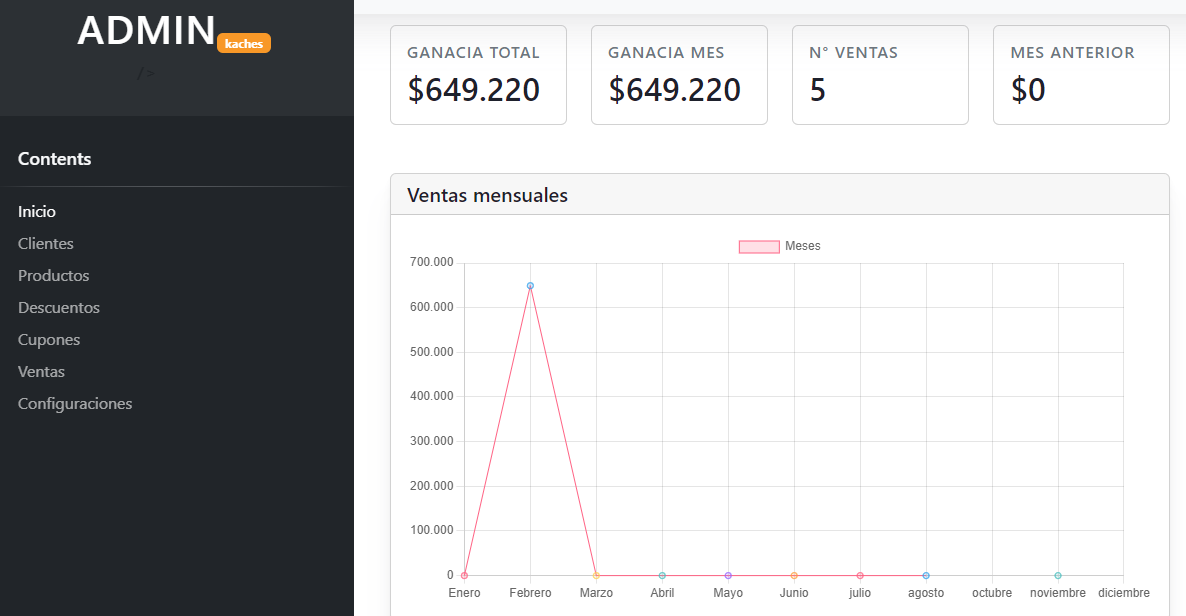 ADMIN
kaches
/>
Contents
Inicio
Clientes
Productos
Descuentos
Cupones
Ventas
Configuraciones
GANACIA TOTAL
$649.220
GANACIA MES
$649.220
N° VENTAS
5
MES ANTERIOR
$0
Ventas mensuales
Meses
700.000
600.000
500.000
400.000
300.000
200.000
100.000
0
Enero Febrero Marzo Abril Mayo Junio julio agosto octubre noviembre diciembre